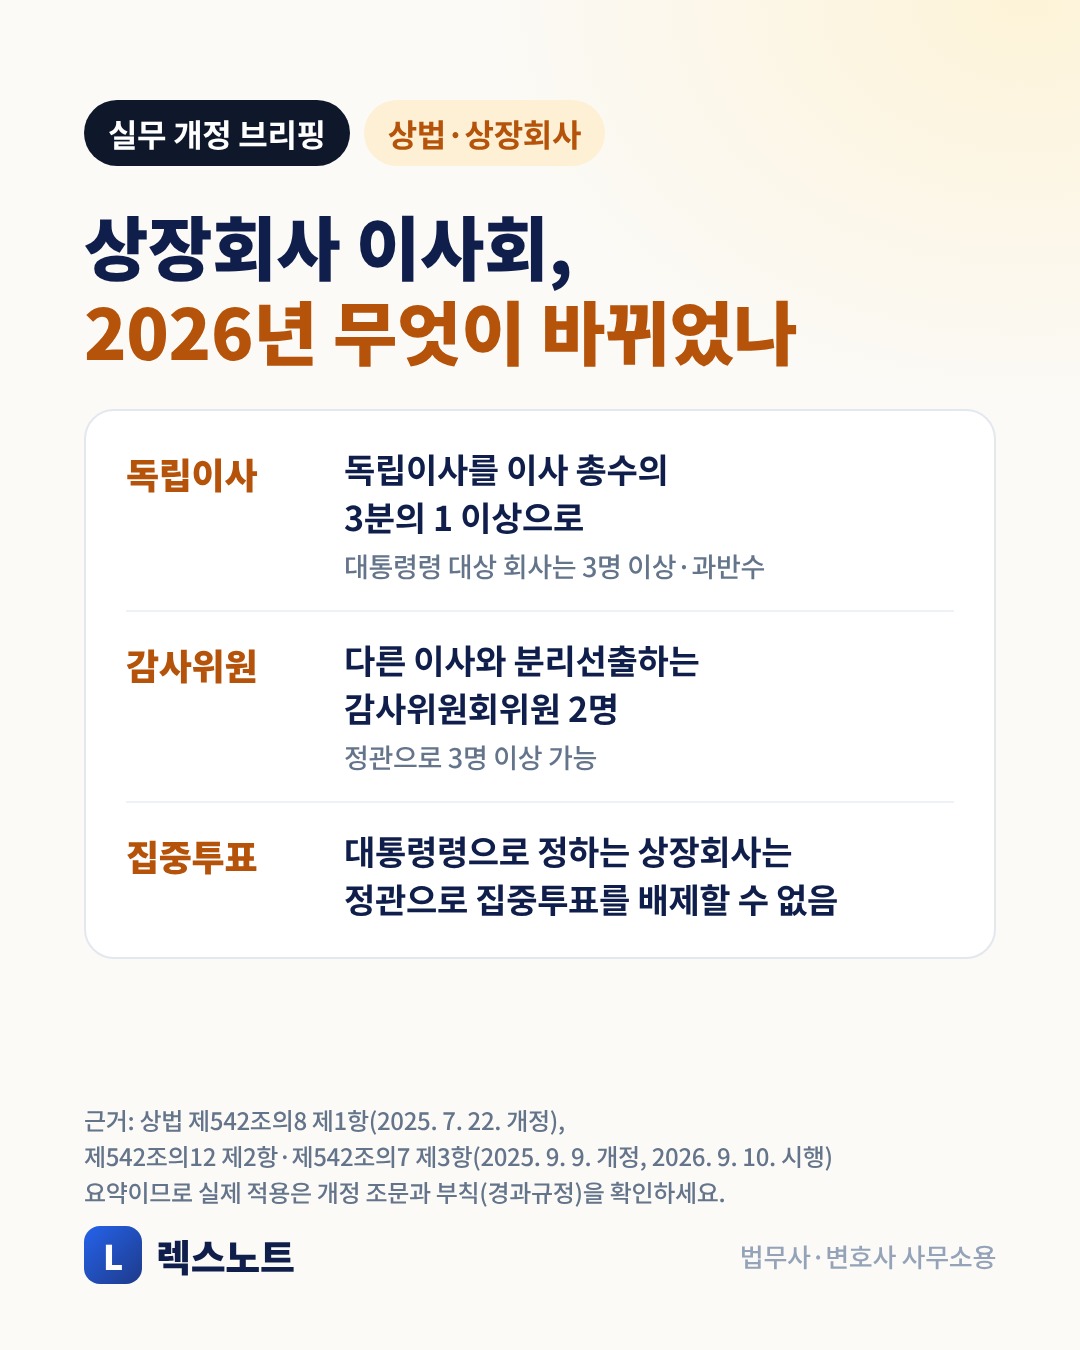 실무 개정 브리핑
상법·상장회사
상장회사 이사회,
2026년 무엇이 바뀌었나
독립이사
독립이사를 이사 총수의
3분의 1 이상으로
대통령령 대상 회사는 3명 이상·과반수
감사위원
다른 이사와 분리선출하는
감사위원회위원 2명
정관으로 3명 이상 가능
집중투표
대통령령으로 정하는 상장회사는
정관으로 집중투표를 배제할 수 없음
근거: 상법 제542조의8 제1항(2025. 7. 22. 개정),
제542조의12 제2항·제542조의7 제3항(2025. 9. 9. 개정, 2026. 9. 10. 시행)
요약이므로 실제 적용은 개정 조문과 부칙(경과규정)을 확인하세요.
L 렉스노트
법무사·변호사 사무소용